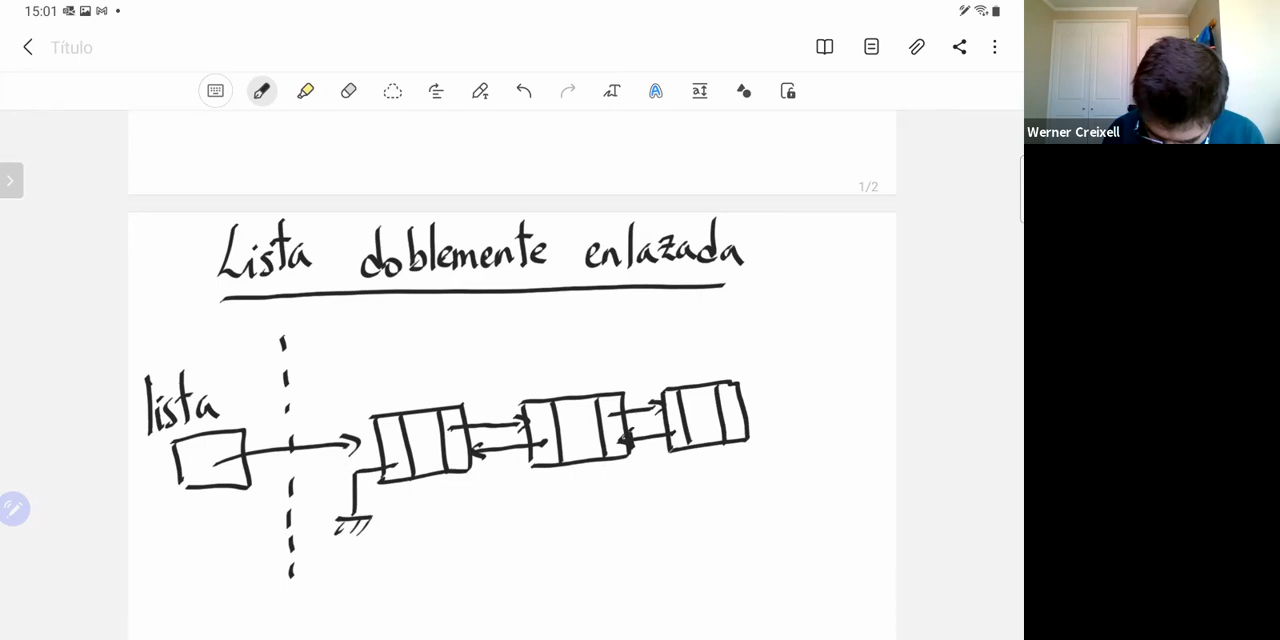 15:01
Título
Werner Creixell
1/2
Lista doblemente enlazada
lista